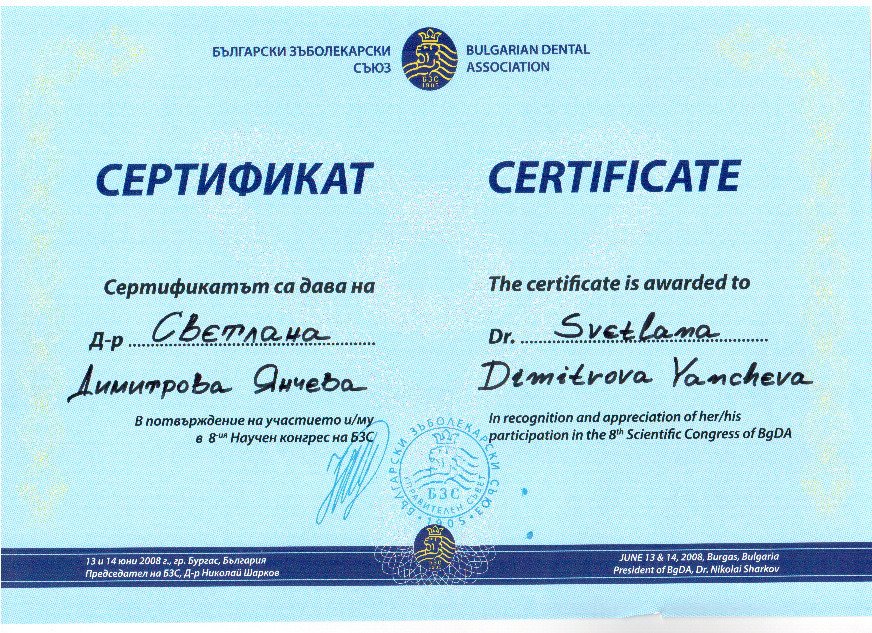 БЪЛГАРСКИ ЗЪБОЛЕКАРСКИ
СЪЮЗ
БЗС
1905
BULGARIAN DENTAL
ASSOCIATION
СЕРТИФИКАТ
Сертификатът са дава на
Д-р Светлана
Димитрова Янчева
В потвърждение на участието и/му
в 8-ия Научен конгрес на БЗС
CERTIFICATE
The certificate is awarded to
Dr. Svetlana
Dimitrova Yancheva
In recognition and appreciation of her/his
participation in the 8th Scientific Congress of BgDA
БЪЛГАРСКИ ЗЪБОЛЕКАРСКИ СЪЮЗ
УПРАВИТЕЛЕН СЪВЕТ
БЗС
1905
13 и 14 юни 2008 г., гр. Бургас, България
Председател на БЗС, Д-р Николай Шарков
JUNE 13 & 14, 2008, Burgas, Bulgaria
President of BgDA, Dr. Nikolai Sharkov